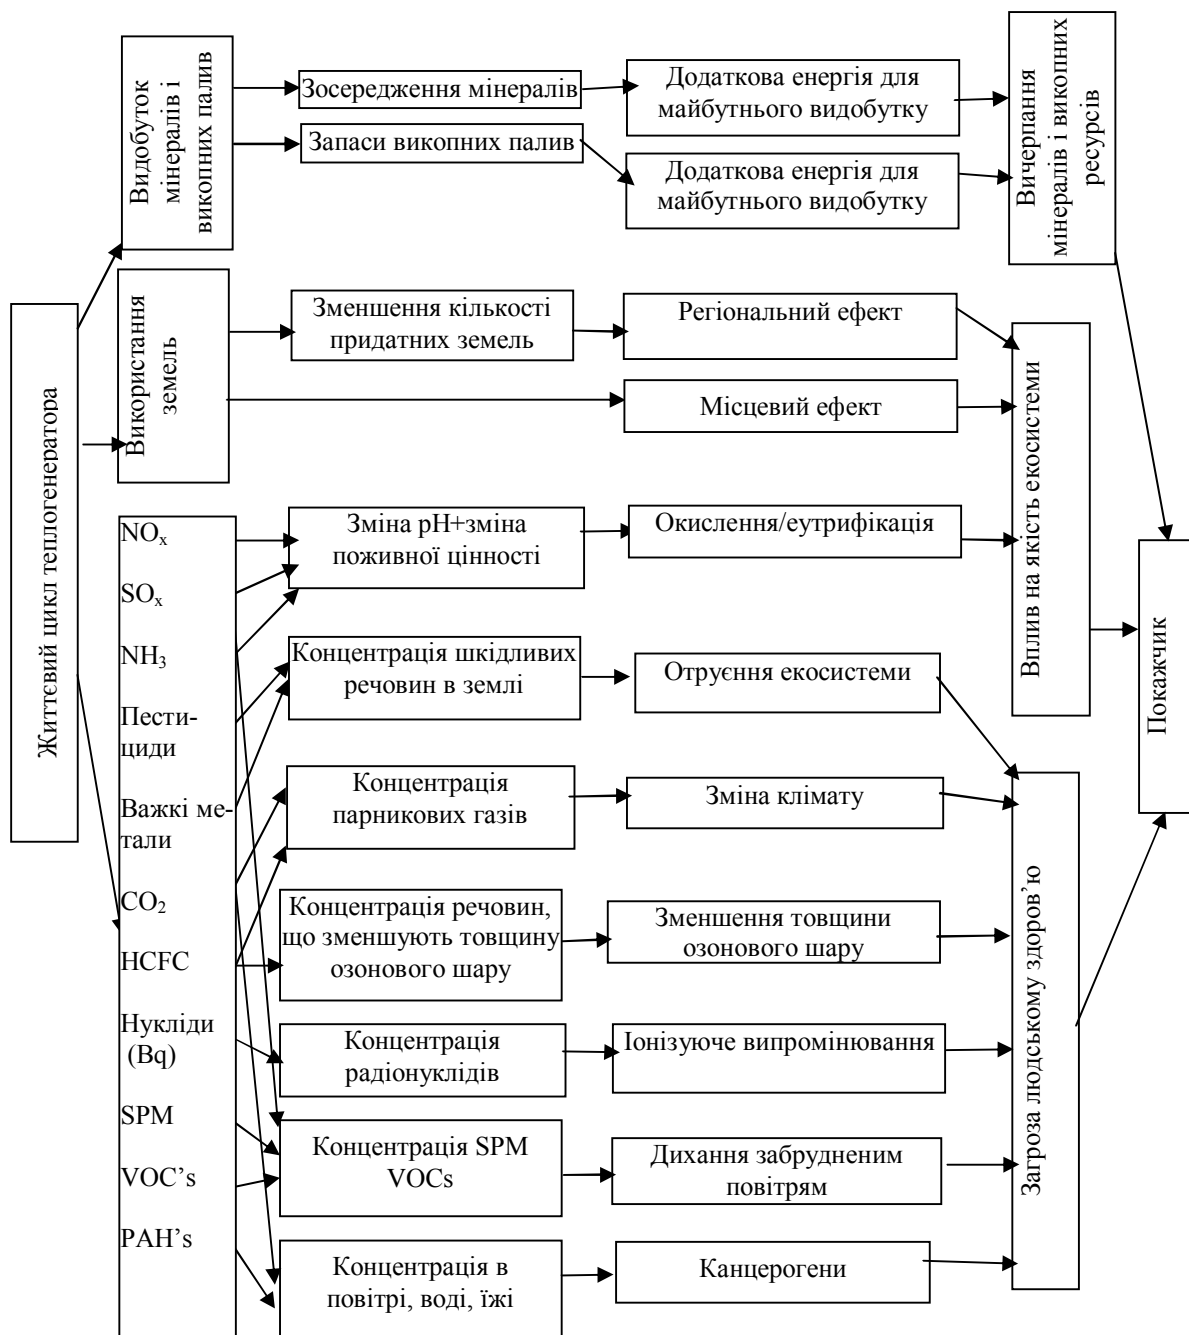 Життєвий цикл теплогенератора
Видобуток
мінералів і
викопних палив
Зосередження мінералів
Запаси викопних палив
Додаткова енергія для
майбутнього видобутку
Додаткова енергія для
майбутнього видобутку
Вичерпання
мінералів і викопних
ресурсів
Використання
земель
Зменшення кількості
придатних земель
Регіональний ефект
Місцевий ефект
Вплив на якість екосистеми
NOx
SOx
NH3
Пести-
циди
Важкі ме-
тали
CO2
HCFC
Нукліди
(Bq)
SPM
VOC’s
PAH’s
Зміна pH+зміна
поживної цінності
Окислення/еутрифікація
Концентрація шкідливих
речовин в землі
Отруєння екосистеми
Концентрація
парникових газів
Зміна клімату
Концентрація речовин,
що зменшують товщину
озонового шару
Зменшення товщини
озонового шару
Концентрація
радіонуклідів
Іонізуюче випромінювання
Концентрація SPM
VOCs
Дихання забрудненим
повітрям
Концентрація в
повітрі, воді, їжі
Канцерогени
Загроза людському здоров’ю
Покажчик